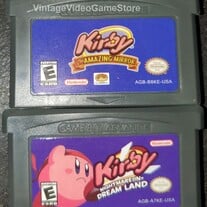 VintageVideoGameStore
Kirby
& THE
AMAZING MIRROR
E
Nintendo
AGB-B8KE-USA
GAME BOY ADVANCE
Kirby
NIGHTMARE IN
DREAM LAND
E
Nintendo
AGB-A7KE-USA